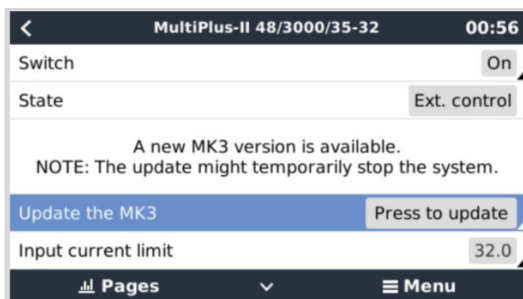 MultiPlus-II 48/3000/35-32 00:56
Switch On
State Ext. control
A new MK3 version is available.
NOTE: The update might temporarily stop the system.
Update the MK3 Press to update
Input current limit 32.0
Pages Menu